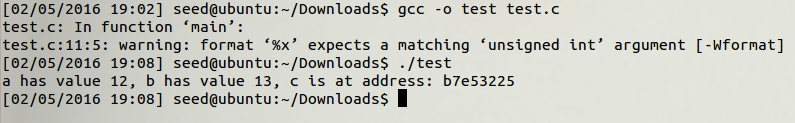 [02/05/2016 19:02] seed@ubuntu:~/Downloads$ gcc -o test test.c
test.c: In function ‘main’:
test.c:11:5: warning: format ‘%x’ expects a matching ‘unsigned int’ argument [-Wformat]
[02/05/2016 19:08] seed@ubuntu:~/Downloads$ ./test
a has value 12, b has value 13, c is at address: b7e53225
[02/05/2016 19:08] seed@ubuntu:~/Downloads$